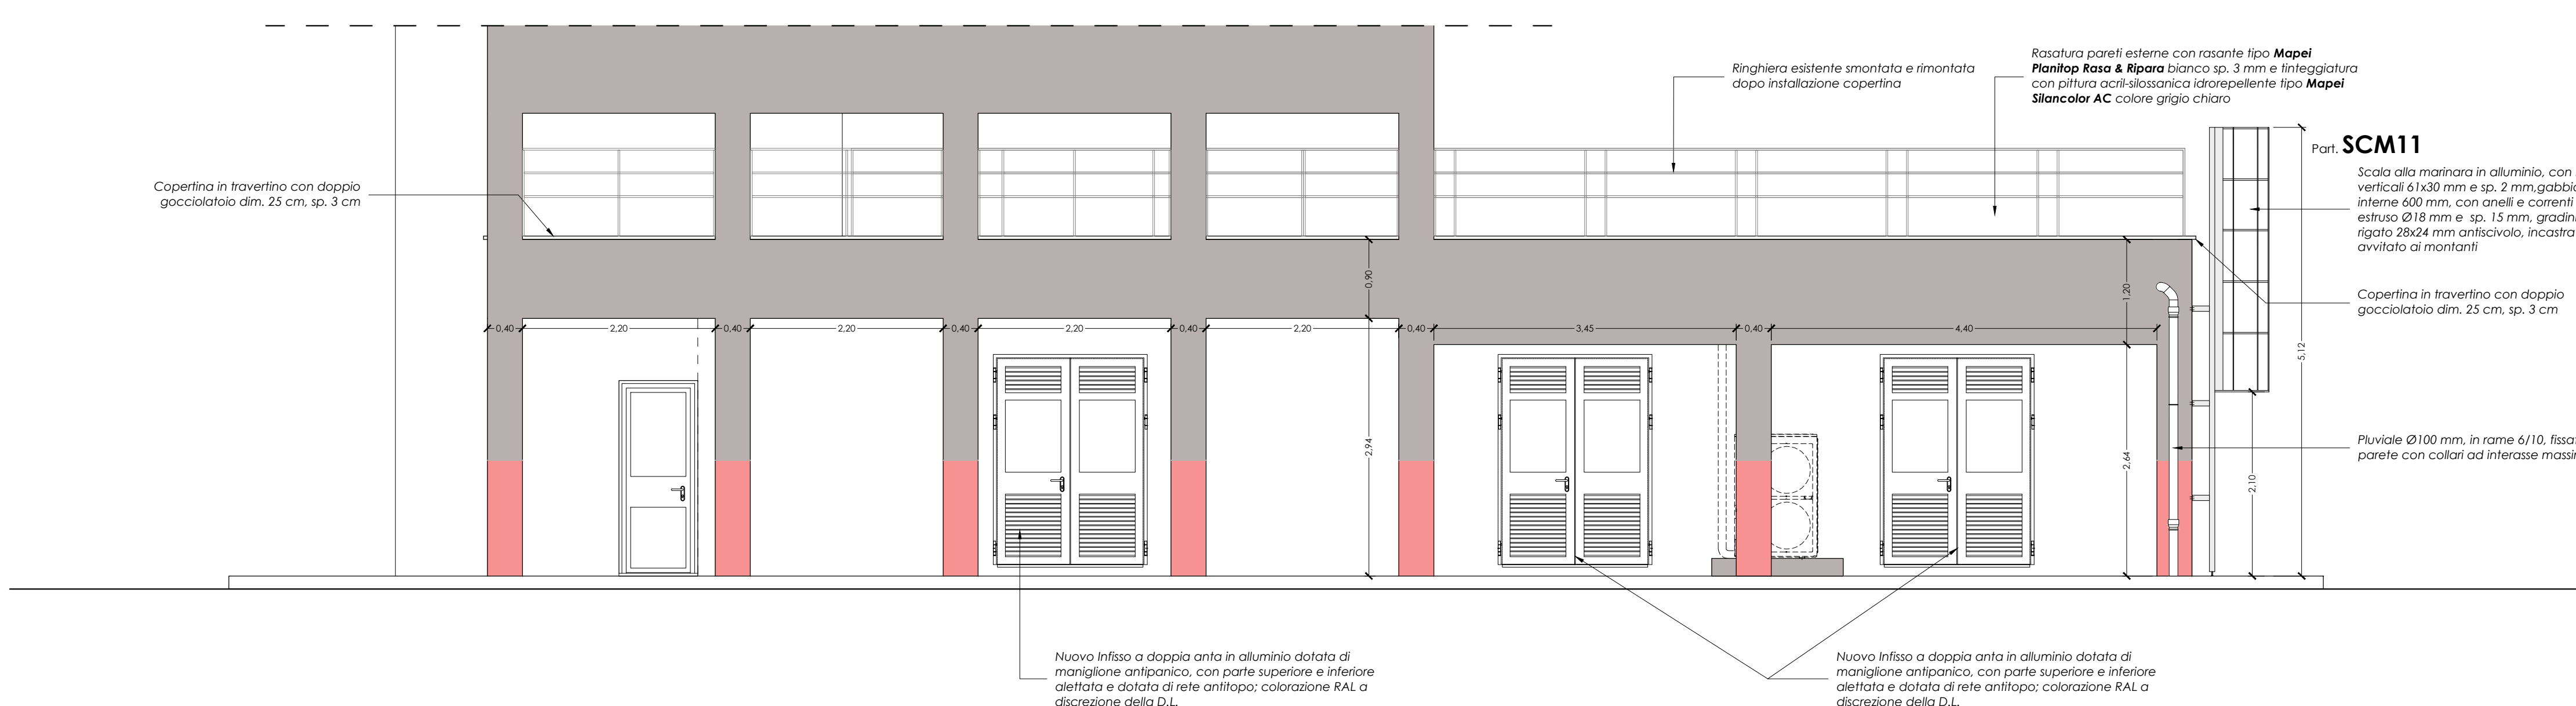 Ringhiera esistente smontata e rimontata
dopo installazione copertina
Rasatura pareti esterne con rasante tipo Mapei
Planitop Rasa & Ripara bianco sp. 3 mm e tinteggiatura
con pittura acril-silossanica idrorepellente tipo Mapei
Silancolor AC colore grigio chiaro
Part. SCM11
Scala alla marinara in alluminio, con
verticali 61x30 mm e sp. 2 mm,gabbi
interne 600 mm, con anelli e correnti
estruso Ø18 mm e sp. 15 mm, gradin
rigato 28x24 mm antiscivolo, incastra
avvitato ai montanti
Copertina in travertino con doppio
gocciolatoio dim. 25 cm, sp. 3 cm
Copertina in travertino con doppio
gocciolatoio dim. 25 cm, sp. 3 cm
0,90
1,20
0,40
2,20
0,40
2,20
0,40
2,20
0,40
2,20
0,40
3,45
0,40
4,40
5,12
2,94
2,64
2,10
Pluviale Ø100 mm, in rame 6/10, fissa
parete con collari ad interasse massi
Nuovo Infisso a doppia anta in alluminio dotata di
maniglione antipanico, con parte superiore e inferiore
alettata e dotata di rete antitopo; colorazione RAL a
discrezione della D.L.
Nuovo Infisso a doppia anta in alluminio dotata di
maniglione antipanico, con parte superiore e inferiore
alettata e dotata di rete antitopo; colorazione RAL a
discrezione della D.L.